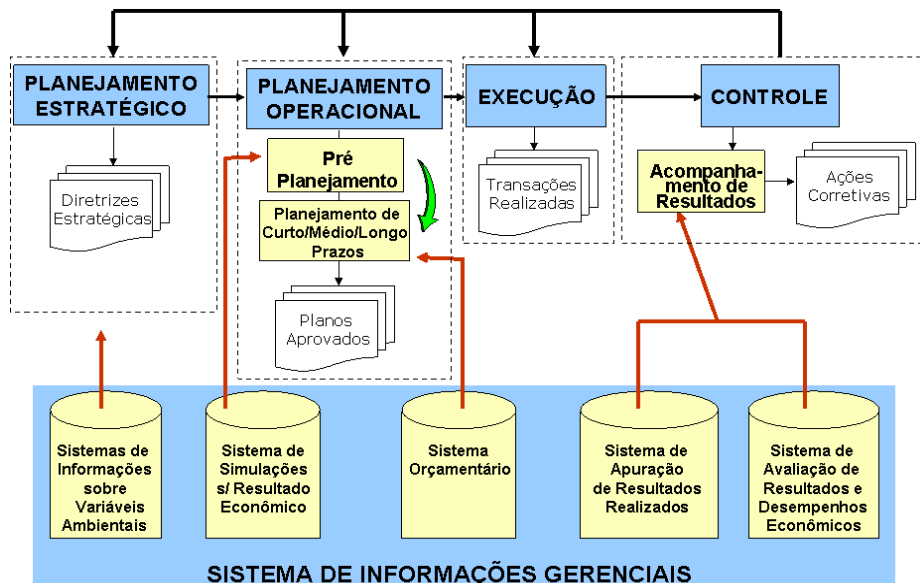 PLANEJAMENTO
ESTRATÉGICO
Diretrizes
Estratégicas
PLANEJAMENTO
OPERACIONAL
Pré
Planejamento
Planejamento de
Curto/Médio/Longo
Prazos
Planos
Aprovados
EXECUÇÃO
Transações
Realizadas
CONTROLE
Acompanha-
mento de
Resultados
Ações
Corretivas
Sistemas de
Informações
sobre
Variáveis
Ambientais
Sistema de
Simulações
s/ Resultado
Econômico
Sistema
Orçamentário
Sistema de
Apuração
de Resultados
Realizados
Sistema de
Avaliação de
Resultados e
Desempenhos
Econômicos
SISTEMA DE INFORMAÇÕES GERENCIAIS